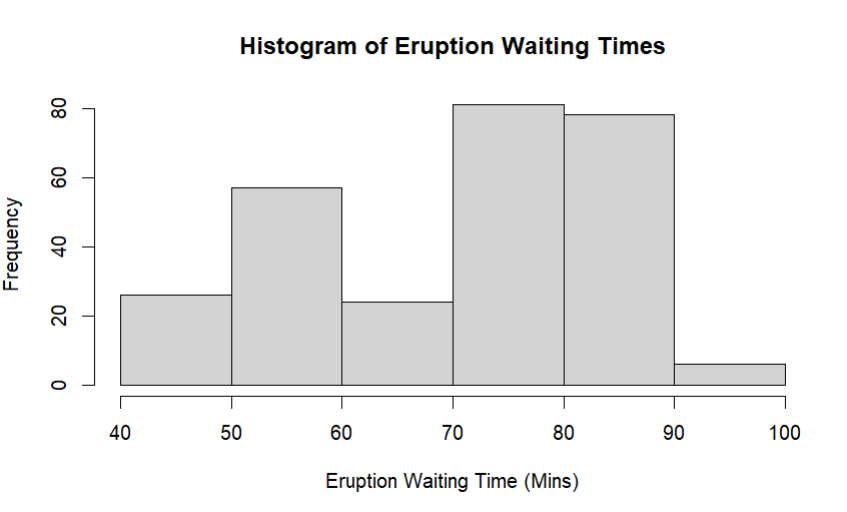 Histogram of Eruption Waiting Times
Frequency
80
60
40
20
0
40 50 60 70 80 90 100
Eruption Waiting Time (Mins)